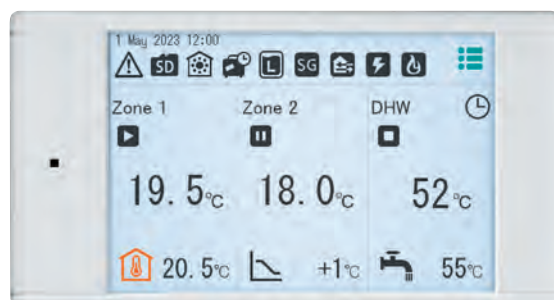 1 May 2023 12:00
SD L SG
Zone 1 Zone 2 DHW
19.5℃ 18.0℃ 52℃
20.5℃ +1℃ 55℃